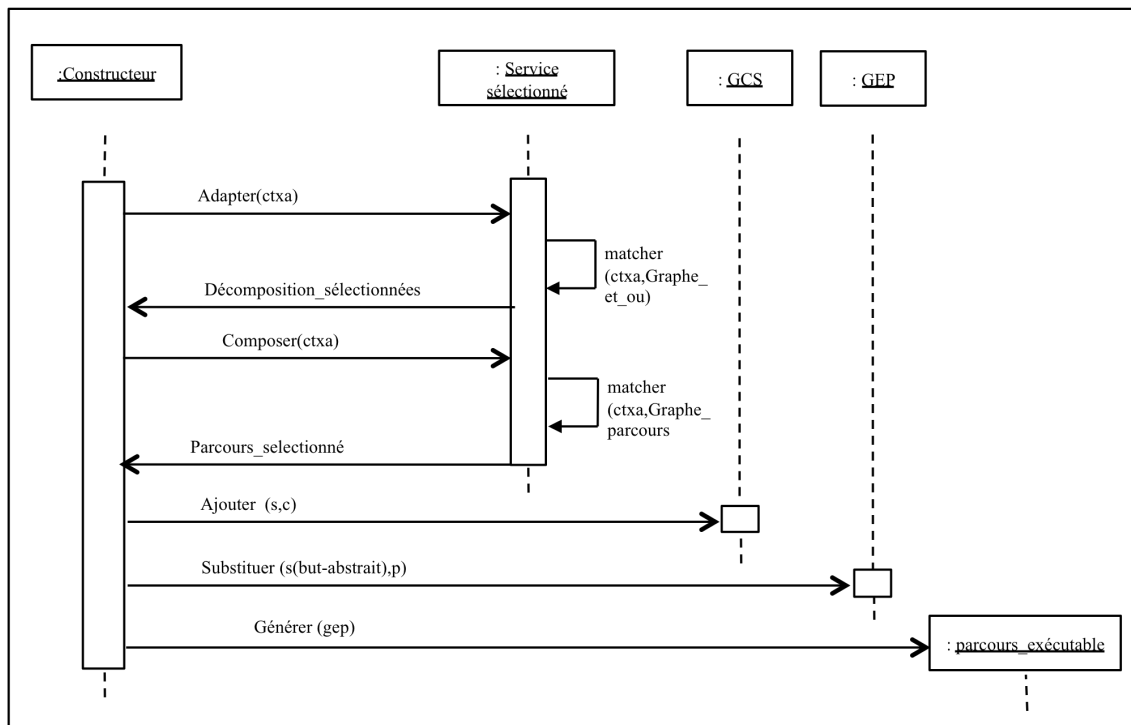 :Constructeur
: Service
sélectionné
: GCS
: GEP
Adapter(ctxa)
matcher
(ctxa,Graphe_
et_ou)
Décomposition_sélectionnées
Composer(ctxa)
matcher
(ctxa,Graphe_
parcours
Parcours_selectionné
Ajouter (s,c)
Substituer (s(but-abstrait),p)
Générer (gep)
: parcours_exécutable